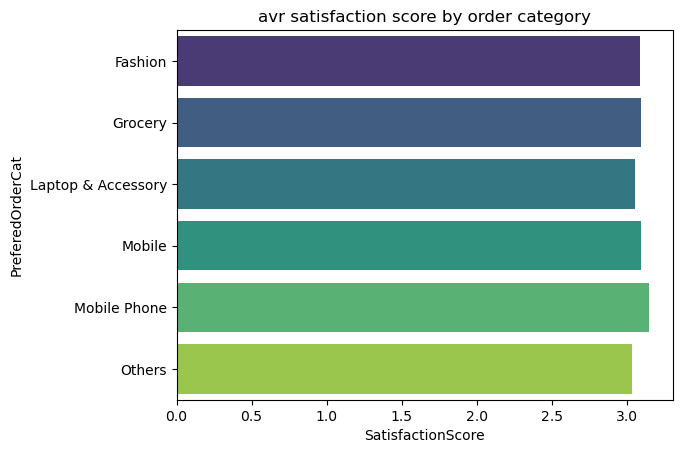 avr satisfaction score by order category
PreferedOrderCat
Fashion
Grocery
Laptop & Accessory
Mobile
Mobile Phone
Others
0.0 0.5 1.0 1.5 2.0 2.5 3.0
SatisfactionScore